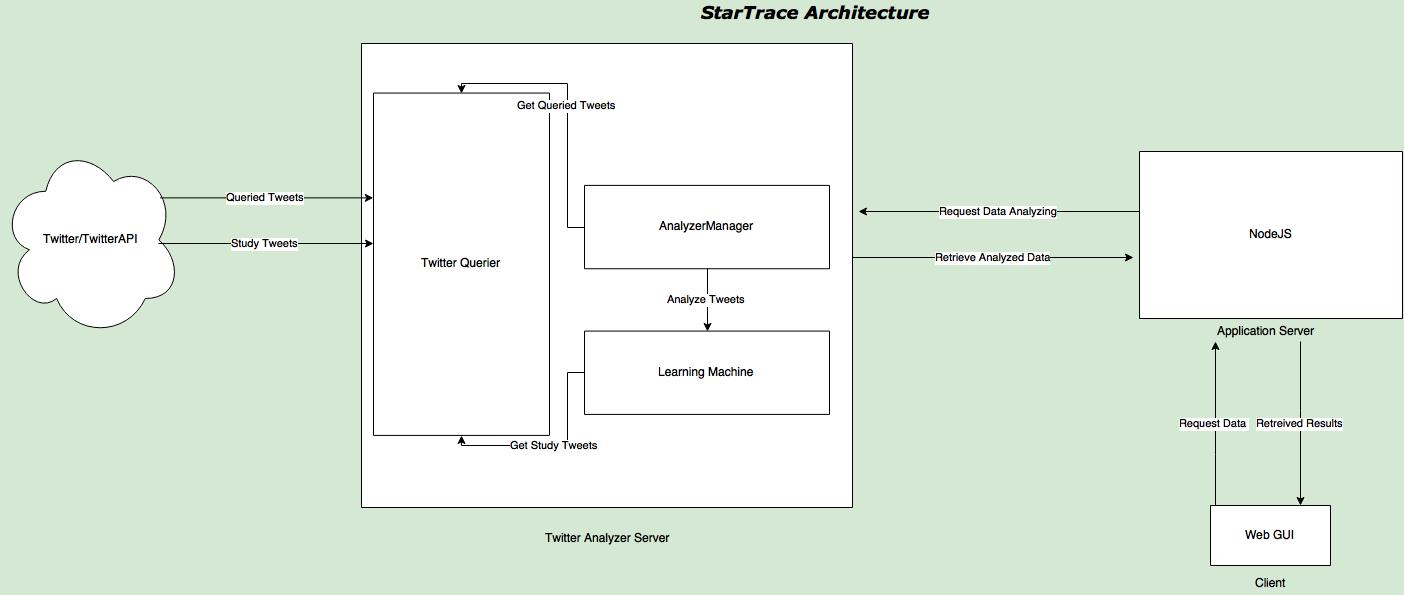 StarTrace Architecture
Get Queried Tweets
Queried Tweets
Study Tweets
Twitter/TwitterAPI
Twitter Querier
AnalyzerManager
Analyze Tweets
Learning Machine
Get Study Tweets
Twitter Analyzer Server
Request Data Analyzing
Retrieve Analyzed Data
NodeJS
Application Server
Request Data
Retreived Results
Web GUI
Client